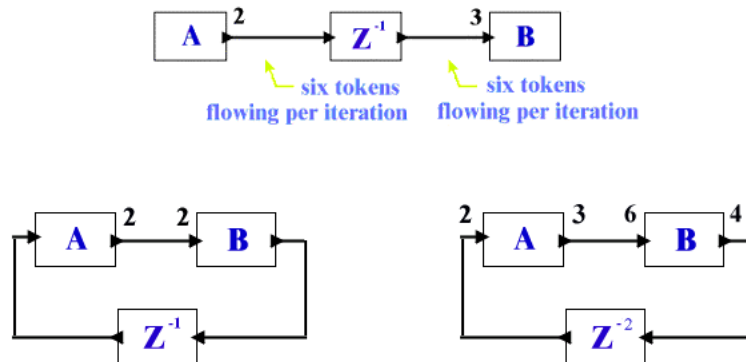 A 2 Z⁻¹ 3 B
six tokens six tokens
flowing per iteration flowing per iteration
A 2 2 B
2 A 3 6 B 4
Z⁻¹
Z⁻²